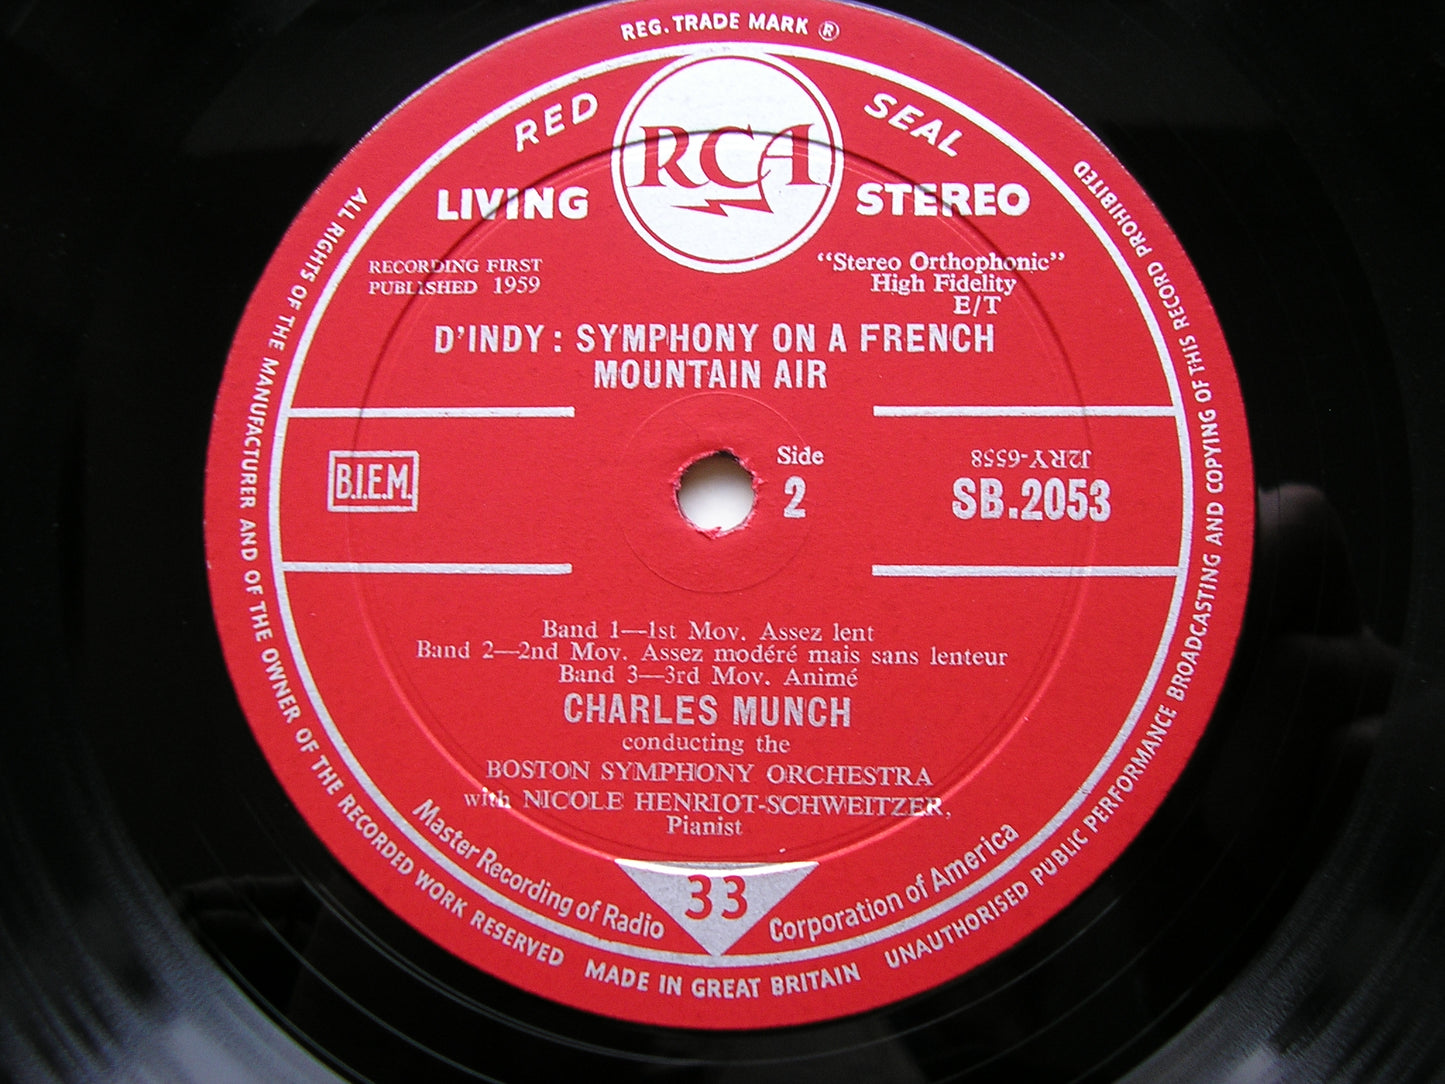 REG. TRADE MARK ®
RED SEAL
RCA
LIVING STEREO
RECORDING FIRST
PUBLISHED 1959
"Stereo Orthophonic"
High Fidelity
E/T
D'INDY : SYMPHONY ON A FRENCH
MOUNTAIN AIR
B.I.E.M.
Side
2
J2RY-6558
SB.2053
Band 1—1st Mov. Assez lent
Band 2—2nd Mov. Assez modéré mais sans lenteur
Band 3—3rd Mov. Animé
CHARLES MUNCH
conducting the
BOSTON SYMPHONY ORCHESTRA
with NICOLE HENRIOT-SCHWEITZER,
Pianist
33
Master Recording of Radio Corporation of America
ALL RIGHTS OF THE MANUFACTURER AND OF THE OWNER OF THE RECORDED WORK RESERVED
MADE IN GREAT BRITAIN
UNAUTHORISED PUBLIC PERFORMANCE BROADCASTING AND COPYING OF THIS RECORD PROHIBITED